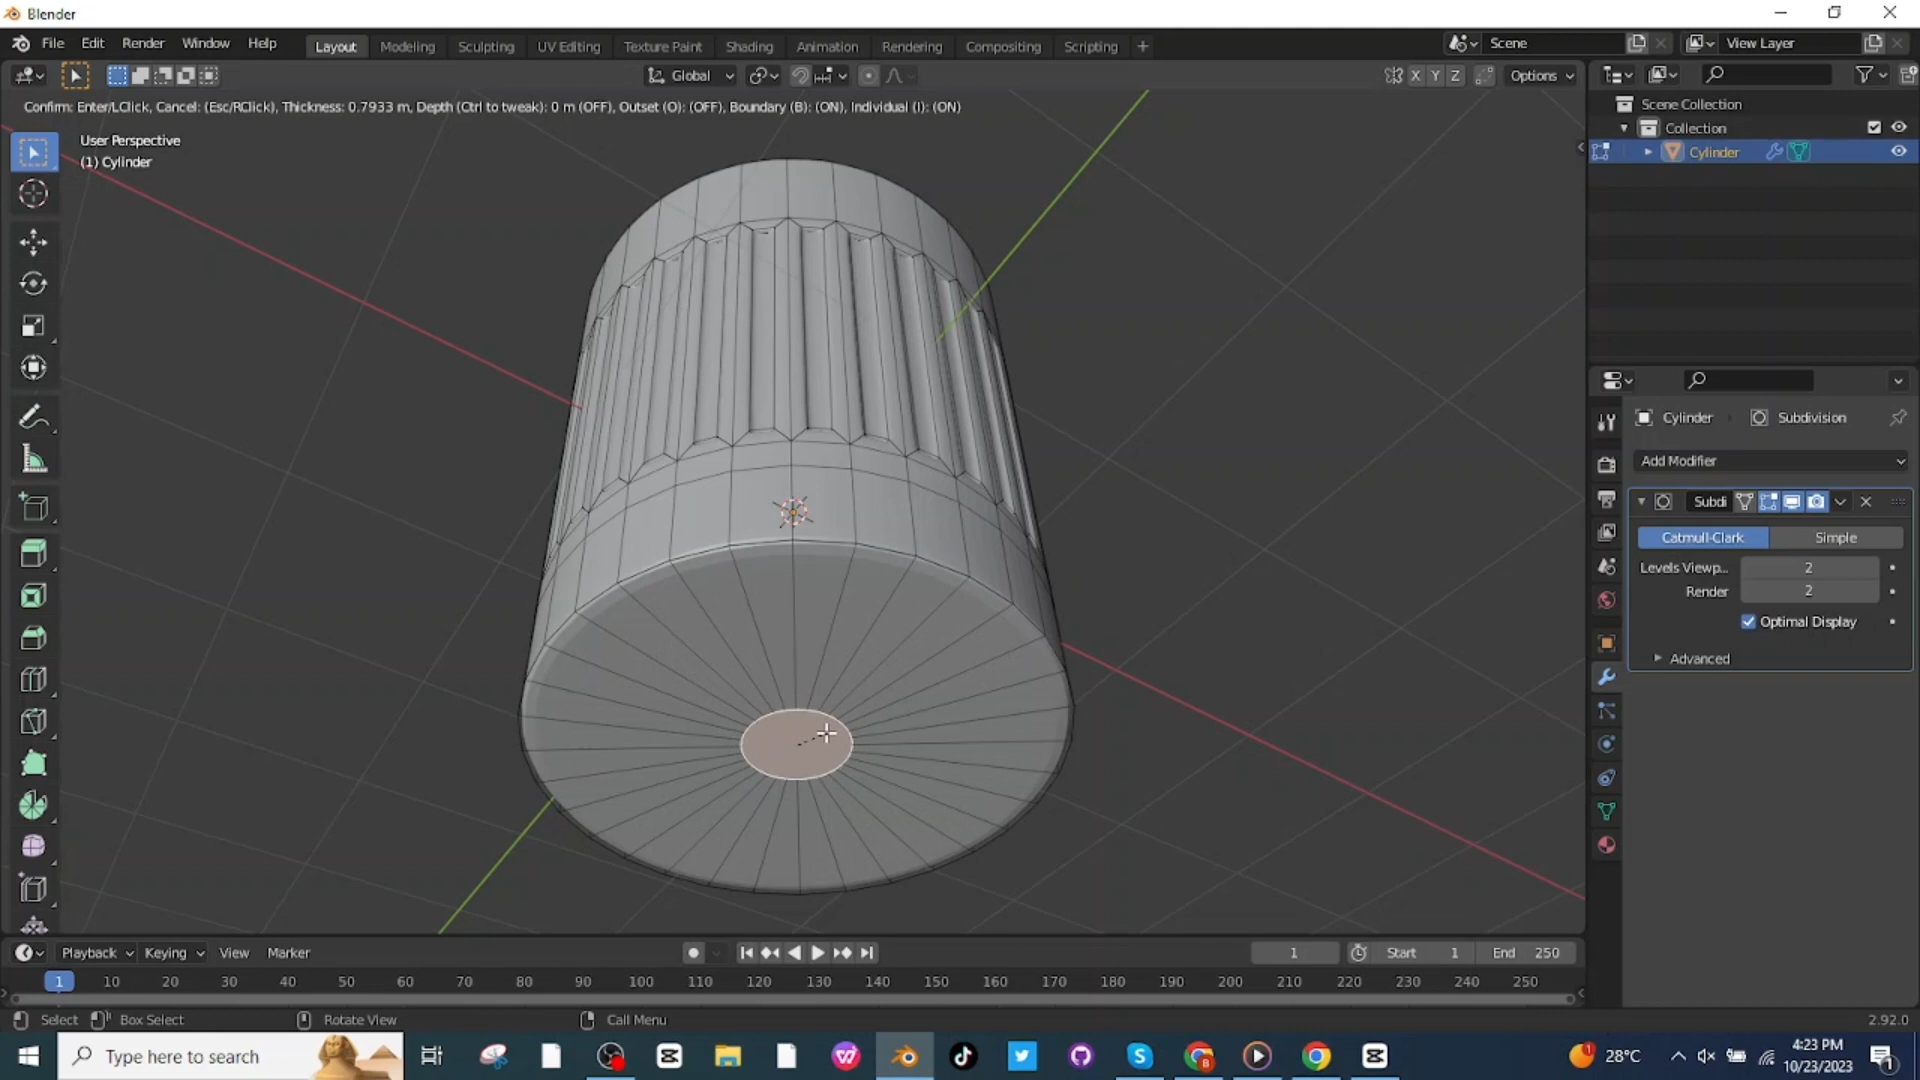 Blender
File Edit Render Window Help
Layout Modeling Sculpting UV Editing Texture Paint Shading Animation Rendering Compositing Scripting +
Scene
View Layer
Global
X Y Z
Options
Confirm: Enter/LClick, Cancel: (Esc/RClick), Thickness: 0.7933 m, Depth (Ctrl to tweak): 0 m (OFF), Outset (O): (OFF), Boundary (B): (ON), Individual (I): (ON)
User Perspective
(1) Cylinder
Scene Collection
Collection
Cylinder
Cylinder
Subdivision
Add Modifier
Subdi
Catmull-Clark
Simple
Levels Viewp...
2
Render
2
Optimal Display
Advanced
Playback Keying View Marker
1
Start 1
End 250
1 10 20 30 40 50 60 70 80 90 100 110 120 130 140 150 160 170 180 190 200 210 220 230 240 250
Select Box Select Rotate View Call Menu
2.92.0
Type here to search
28°C
4:23 PM
10/23/2023